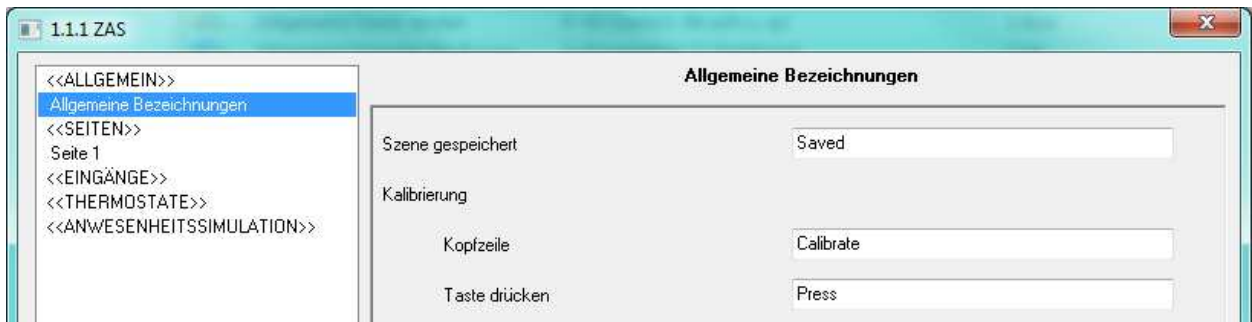 1.1.1 ZAS
<<ALLGEMEIN>>
Allgemeine Bezeichnungen
<<SEITEN>>
Seite 1
<<EINGÄNGE>>
<<THERMOSTATE>>
<<ANWESENHEITSSIMULATION>>
Allgemeine Bezeichnungen
Szene gespeichert Saved
Kalibrierung
Kopfzeile Calibrate
Taste drücken Press